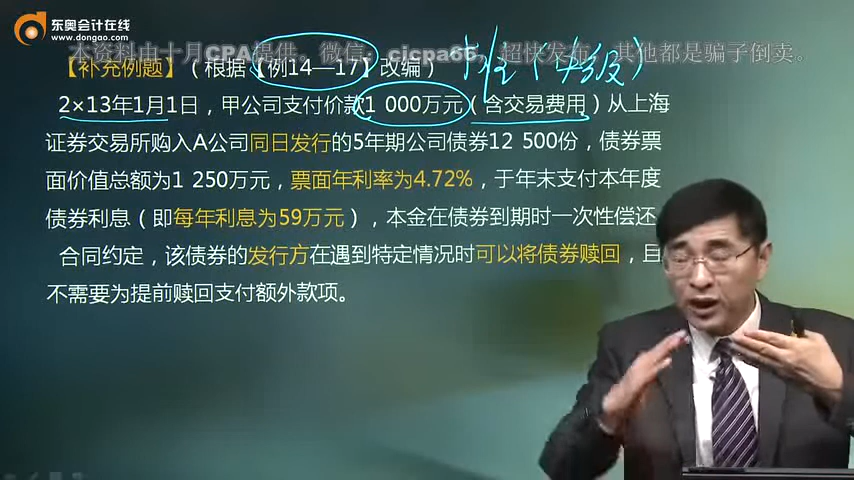 东奥会计在线
www.dongao.com
本资料由十月CPA提供。微信：cjcpa66，超快发布，其他都是骗子倒卖。
【补充例题】（根据【例14—17】改编）
2×13年1月1日，甲公司支付价款1 000万元（含交易费用）从上海
证券交易所购入A公司同日发行的5年期公司债券12 500份，债券票
面价值总额为1 250万元，票面年利率为4.72%，于年末支付本年度
债券利息（即每年利息为59万元），本金在债券到期时一次性偿还
合同约定，该债券的发行方在遇到特定情况时可以将债券赎回，且
不需要为提前赎回支付额外款项。